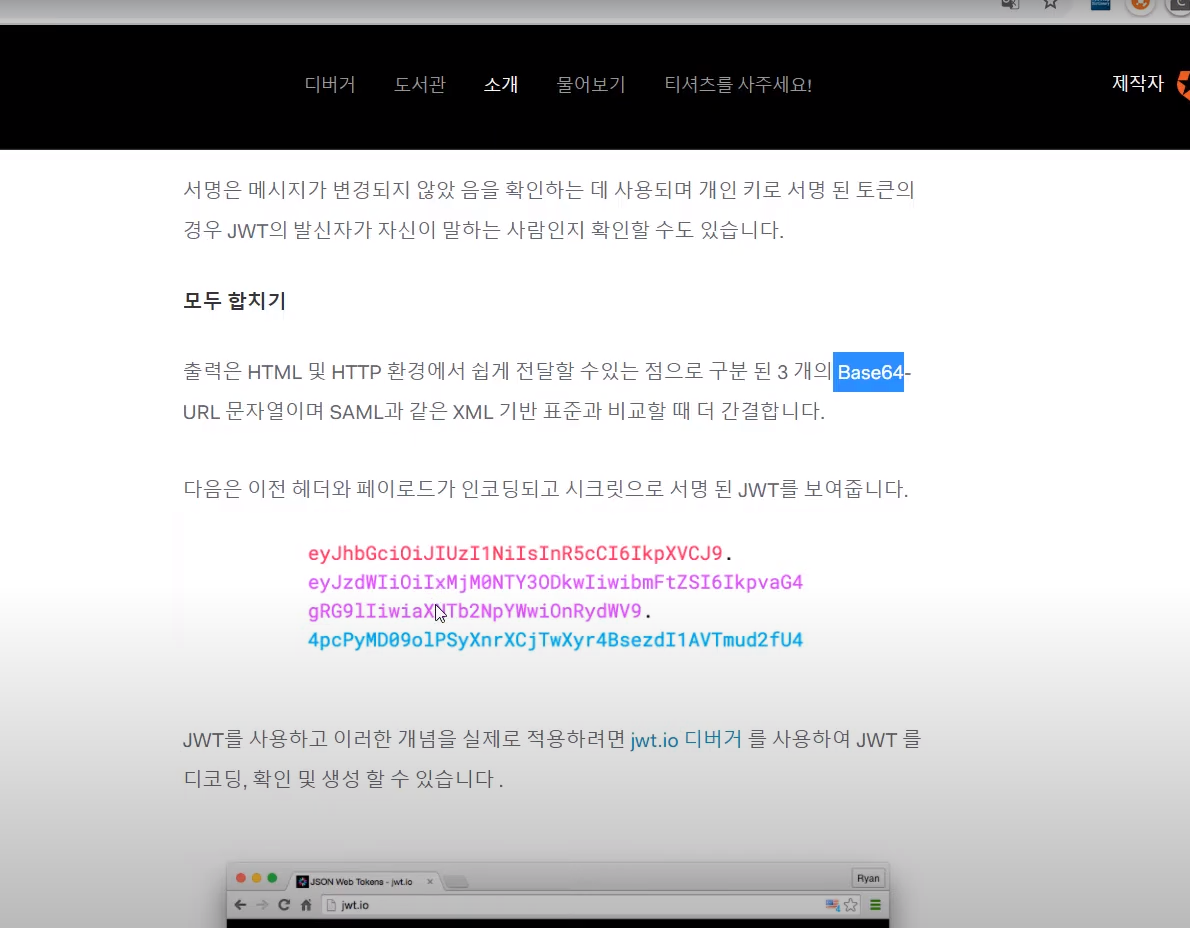 디버거 도서관 소개 물어보기 티셔츠를 사주세요! 제작자
서명은 메시지가 변경되지 않았 음을 확인하는 데 사용되며 개인 키로 서명 된 토큰의
경우 JWT의 발신자가 자신이 말하는 사람인지 확인할 수도 있습니다.
모두 합치기
출력은 HTML 및 HTTP 환경에서 쉽게 전달할 수있는 점으로 구분 된 3 개의 Base64-
URL 문자열이며 SAML과 같은 XML 기반 표준과 비교할 때 더 간결합니다.
다음은 이전 헤더와 페이로드가 인코딩되고 시크릿으로 서명 된 JWT를 보여줍니다.
eyJhbGciOiJIUzI1NiIsInR5cCI6IkpXVCJ9.
eyJzdWIiOiIxMjM0NTY3ODkwIiwibmFtZSI6IkpvaG4
gRG9lIiwiaXNTb2NpYWwiOnRydWV9.
4pcPyMD09olPSyXnrXCjTwXyr4BsezdI1AVTmud2fU4
JWT를 사용하고 이러한 개념을 실제로 적용하려면 jwt.io 디버거 를 사용하여 JWT 를
디코딩, 확인 및 생성 할 수 있습니다 .
JSON Web Tokens - jwt.io Ryan
jwt.io